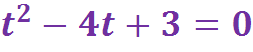 t² − 4t + 3 = 0